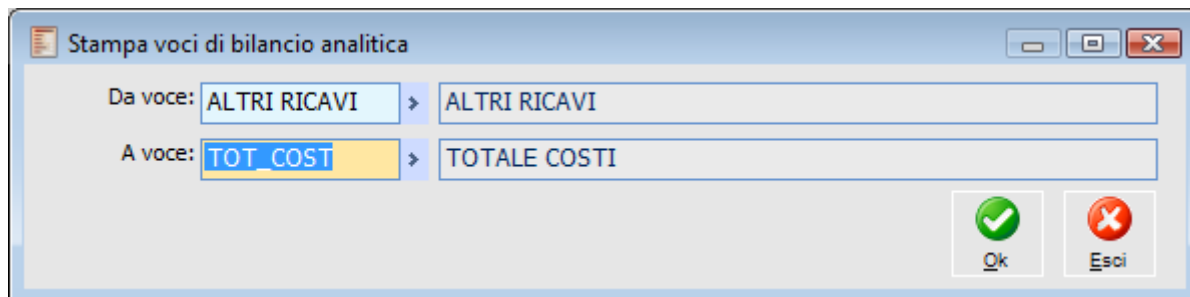 Stampa voci di bilancio analitica
Da voce: ALTRI RICAVI ALTRI RICAVI
A voce: TOT_COST TOTALE COSTI
Ok Esci